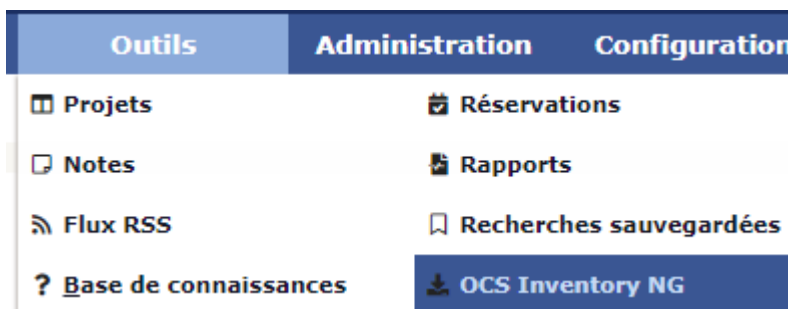 Outils Administration Configuration
Projets Réservations
Notes Rapports
Flux RSS Recherches sauvegardées
Base de connaissances OCS Inventory NG